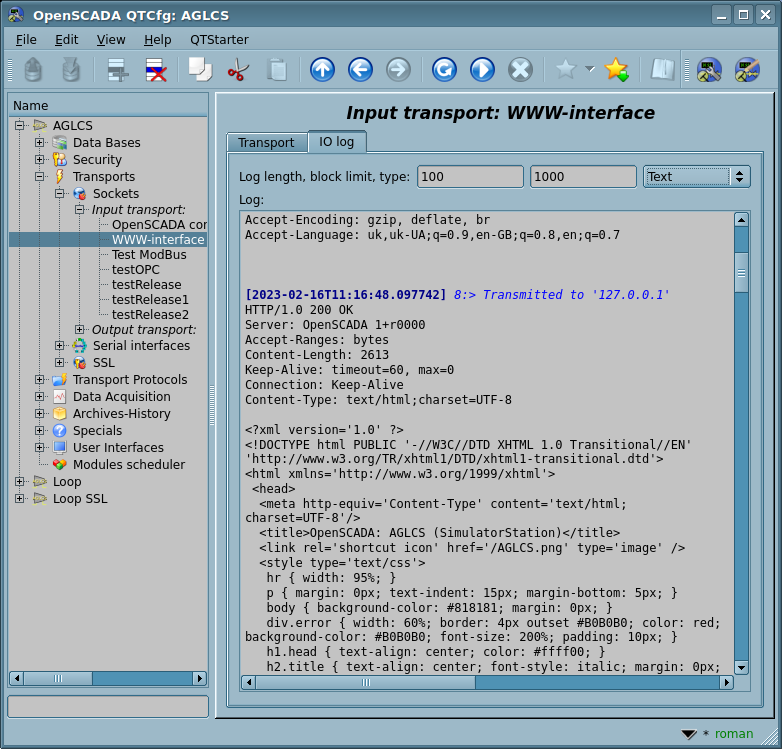 OpenSCADA QTCfg: AGLCS
File Edit View Help QTStarter
Name
AGLCS
Data Bases
Security
Transports
Sockets
Input transport:
OpenSCADA cor
WWW-interface
Test ModBus
testOPC
testRelease
testRelease1
testRelease2
Output transport:
Serial interfaces
SSL
Transport Protocols
Data Acquisition
Archives-History
Specials
User Interfaces
Modules scheduler
Loop
Loop SSL
Input transport: WWW-interface
Transport IO log
Log length, block limit, type: 100 1000 Text
Log:
Accept-Encoding: gzip, deflate, br
Accept-Language: uk,uk-UA;q=0.9,en-GB;q=0.8,en;q=0.7
[2023-02-16T11:16:48.097742] 8:> Transmitted to '127.0.0.1'
HTTP/1.0 200 OK
Server: OpenSCADA 1+r0000
Accept-Ranges: bytes
Content-Length: 2613
Keep-Alive: timeout=60, max=0
Connection: Keep-Alive
Content-Type: text/html;charset=UTF-8
<?xml version='1.0' ?>
<!DOCTYPE html PUBLIC '-//W3C//DTD XHTML 1.0 Transitional//EN'
'http://www.w3.org/TR/xhtml1/DTD/xhtml1-transitional.dtd'>
<html xmlns='http://www.w3.org/1999/xhtml'>
<head>
<meta http-equiv='Content-Type' content='text/html;
charset=UTF-8'/>
<title>OpenSCADA: AGLCS (SimulatorStation)</title>
<link rel='shortcut icon' href='/AGLCS.png' type='image' />
<style type='text/css'>
hr { width: 95%; }
p { margin: 0px; text-indent: 15px; margin-bottom: 5px; }
body { background-color: #818181; margin: 0px; }
div.error { width: 60%; border: 4px outset #B0B0B0; color: red;
background-color: #B0B0B0; font-size: 200%; padding: 10px; }
h1.head { text-align: center; color: #ffff00; }
h2.title { text-align: center; font-style: italic; margin: 0px;
* roman